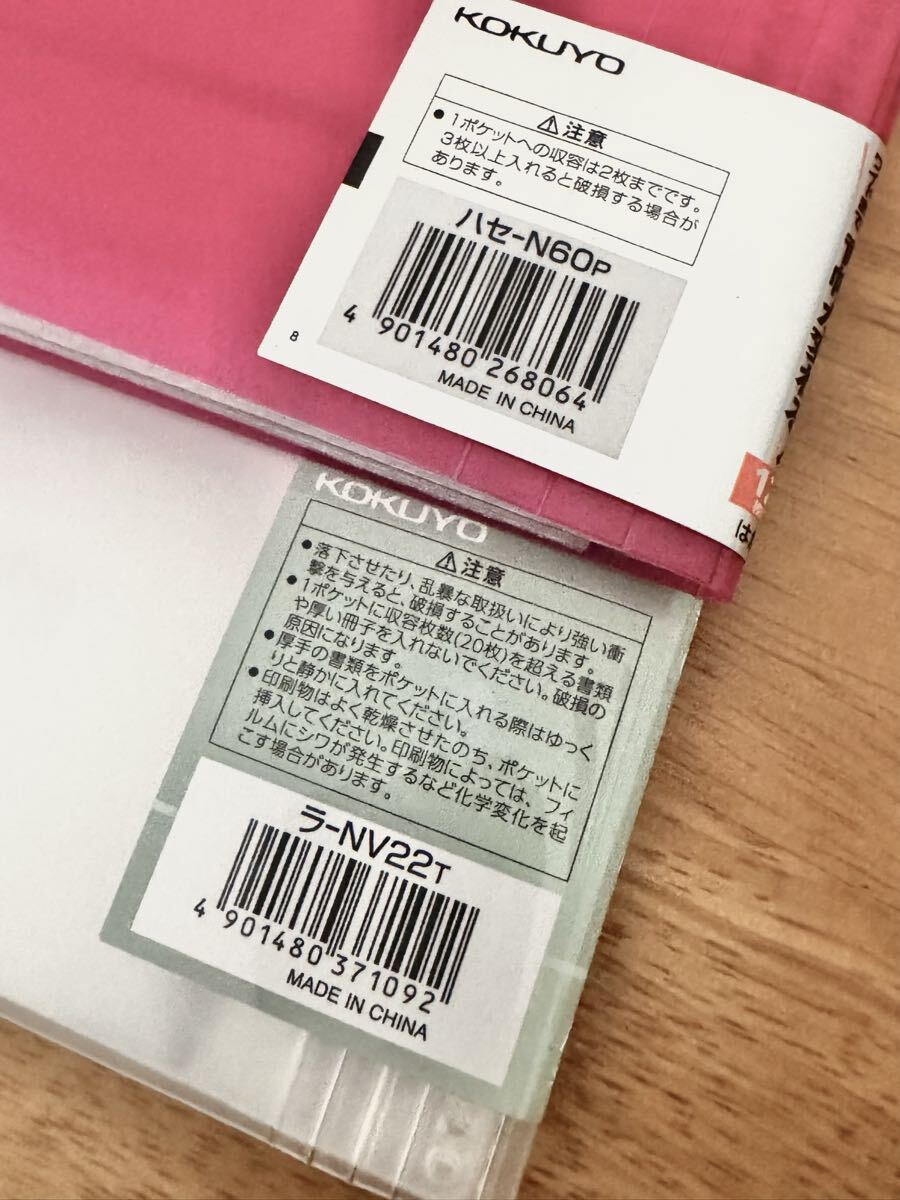 KOKUYO
⚠注意
●1ポケットへの収容は2枚までです。
3枚以上入れると破損する場合が
あります。
ハセ-N60P
4 901480 268064
MADE IN CHINA
8
は
KOKUYO
⚠注意
●落下させたり、乱暴な取扱いにより強い衝
撃を与えると、破損することがあります。
●1ポケットに収容枚数(20枚)を超える書類
や厚い冊子を入れないでください。破損の
原因になります。
●厚手の書類をポケットに入れる際はゆっく
りと静かに入れてください。
●印刷物はよく乾燥させたのち、ポケットに
挿入してください。印刷物によっては、フィ
ルムにシワが発生するなど化学変化を起
こす場合があります。
ラ-NV22T
4 901480 371092
MADE IN CHINA